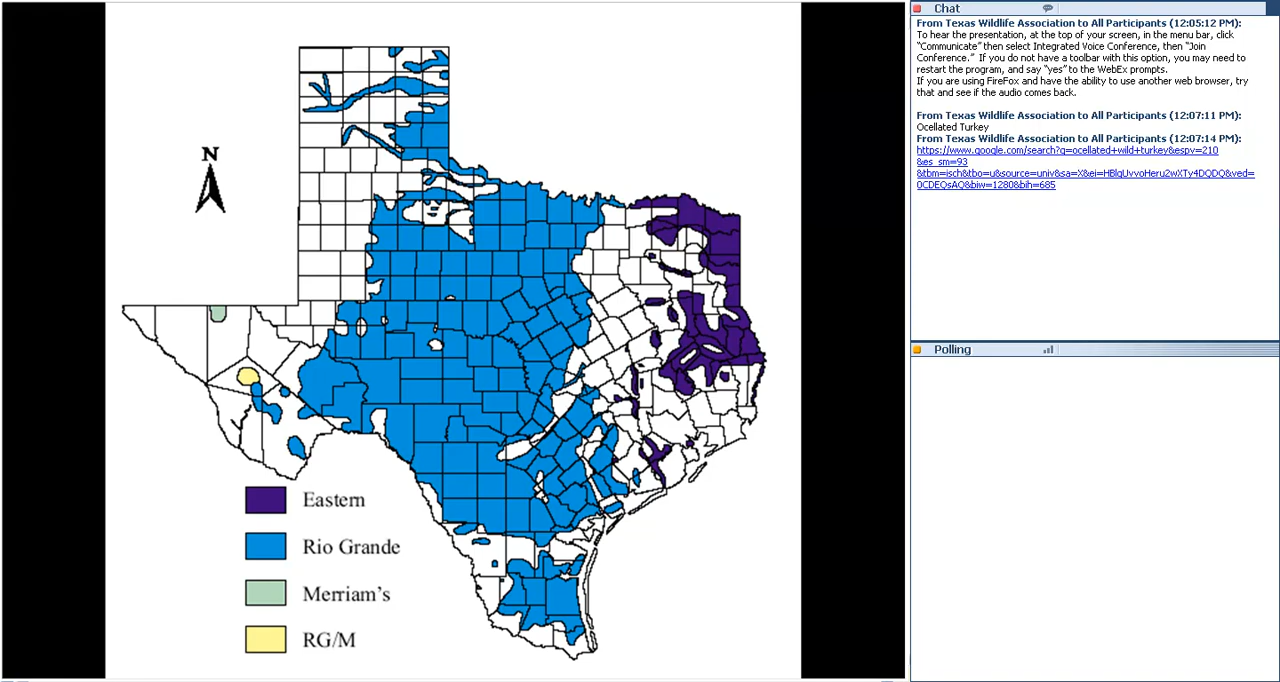 N
Eastern
Rio Grande
Merriam's
RG/M
Chat
From Texas Wildlife Association to All Participants (12:05:12 PM):
To hear the presentation, at the top of your screen, in the menu bar, click
"Communicate" then select Integrated Voice Conference, then "Join
Conference." If you do not have a toolbar with this option, you may need to
restart the program, and say "yes" to the WebEx prompts.
If you are using FireFox and have the ability to use another web browser, try
that and see if the audio comes back.
From Texas Wildlife Association to All Participants (12:07:11 PM):
Ocellated Turkey
From Texas Wildlife Association to All Participants (12:07:14 PM):
https://www.google.com/search?q=ocellated+wild+turkey&espv=210
&es_sm=93
&tbm=isch&tbo=u&source=univ&sa=X&ei=HBlqUvvoHeru2wXTy4DQDQ&ved=
0CDEQsAQ&biw=1280&bih=685
Polling